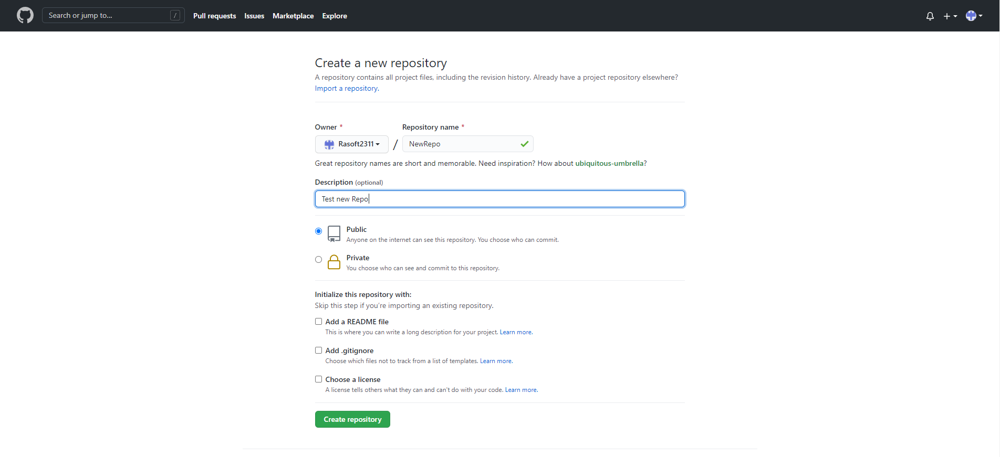 Search or jump to... /
Pull requests Issues Marketplace Explore
Create a new repository
A repository contains all project files, including the revision history. Already have a project repository elsewhere?
Import a repository.
Owner * Repository name *
Rasoft2311 / NewRepo
Great repository names are short and memorable. Need inspiration? How about ubiquitous-umbrella?
Description (optional)
Test new Repo
Public
Anyone on the internet can see this repository. You choose who can commit.
Private
You choose who can see and commit to this repository.
Initialize this repository with:
Skip this step if you're importing an existing repository.
Add a README file
This is where you can write a long description for your project. Learn more.
Add .gitignore
Choose which files not to track from a list of templates. Learn more.
Choose a license
A license tells others what they can and can't do with your code. Learn more.
Create repository